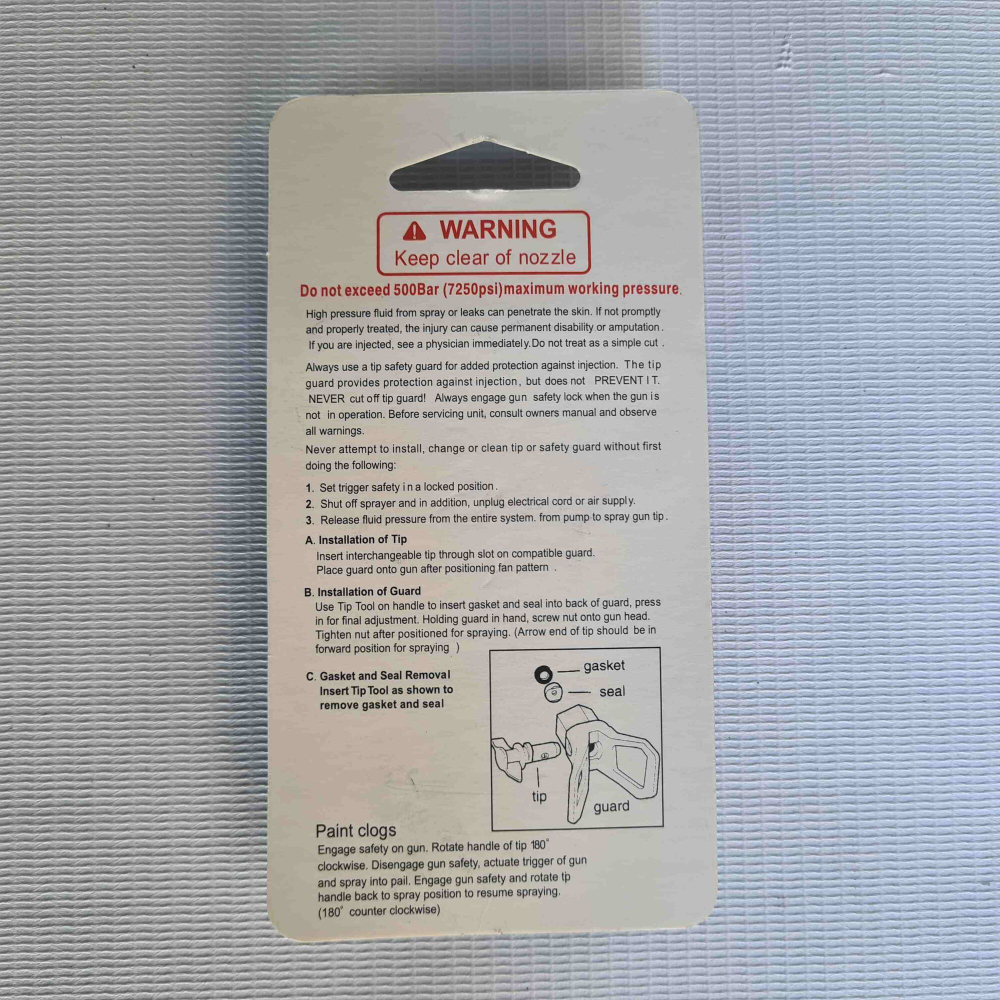 WARNING
Keep clear of nozzle
Do not exceed 500Bar (7250psi)maximum working pressure.
High pressure fluid from spray or leaks can penetrate the skin. If not promptly
and properly treated, the injury can cause permanent disability or amputation.
If you are injected, see a physician immediately.Do not treat as a simple cut .
Always use a tip safety guard for added protection against injection. The tip
guard provides protection against injection, but does not PREVENT IT.
NEVER cut off tip guard! Always engage gun safety lock when the gun is
not in operation. Before servicing unit, consult owners manual and observe
all warnings.
Never attempt to install, change or clean tip or safety guard without first
doing the following:
1. Set trigger safety in a locked position.
2. Shut off sprayer and in addition, unplug electrical cord or air supply.
3. Release fluid pressure from the entire system. from pump to spray gun tip.
A. Installation of Tip
Insert interchangeable tip through slot on compatible guard.
Place guard onto gun after positioning fan pattern .
B. Installation of Guard
Use Tip Tool on handle to insert gasket and seal into back of guard, press
in for final adjustment. Holding guard in hand, screw nut onto gun head.
Tighten nut after positioned for spraying. (Arrow end of tip should be in
forward position for spraying )
C. Gasket and Seal Removal
Insert Tip Tool as shown to
remove gasket and seal
gasket
seal
tip
guard
Paint clogs
Engage safety on gun. Rotate handle of tip 180°
clockwise. Disengage gun safety, actuate trigger of gun
and spray into pail. Engage gun safety and rotate tip
handle back to spray position to resume spraying.
(180° counter clockwise)